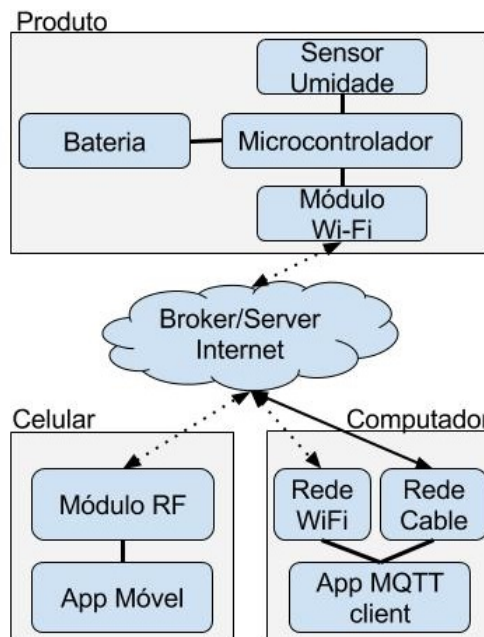 Produto
Sensor
Umidade
Bateria
Microcontrolador
Módulo
Wi-Fi
Broker/Server
Internet
Celular
Módulo RF
App Móvel
Computador
Rede
WiFi
Rede
Cable
App MQTT
client